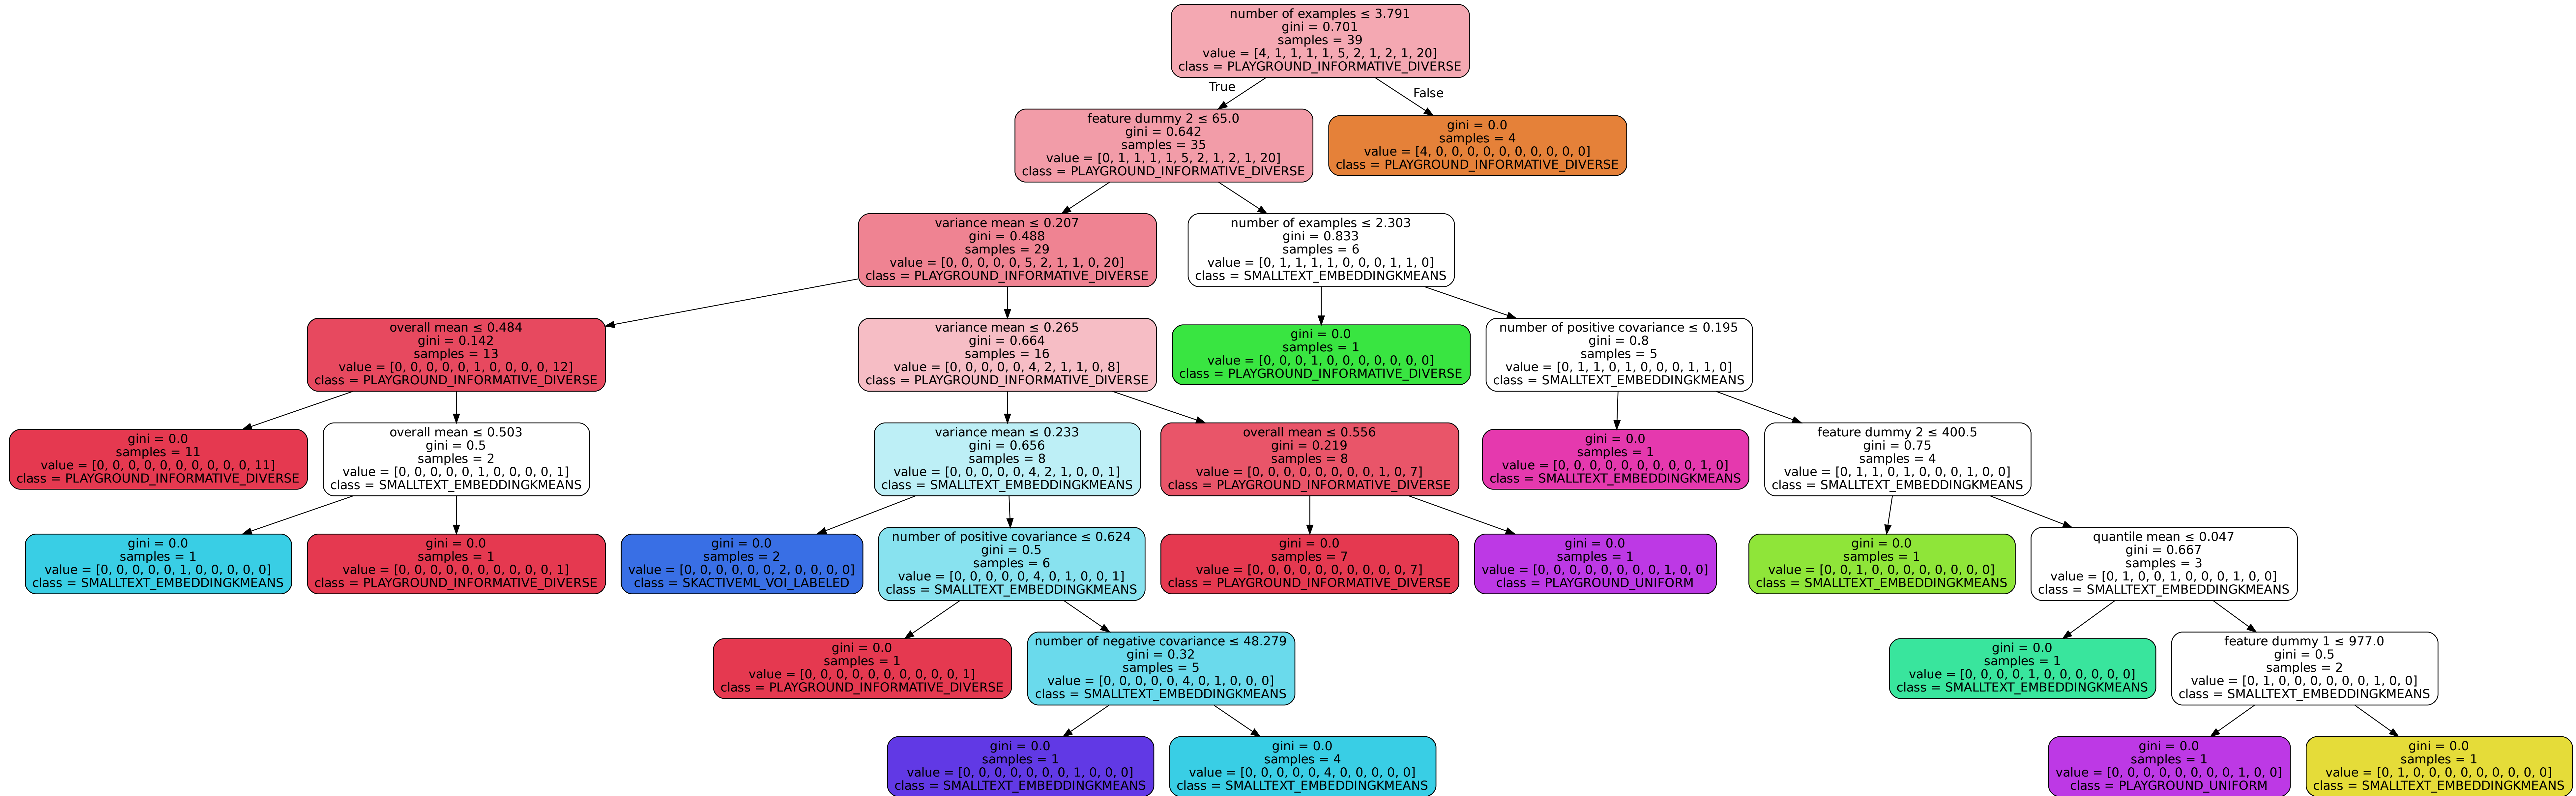 number of examples ≤ 3.791
gini = 0.701
samples = 39
value = [4, 1, 1, 1, 1, 5, 2, 1, 2, 1, 20]
class = PLAYGROUND_INFORMATIVE_DIVERSE
True
False
feature dummy 2 ≤ 65.0
gini = 0.642
samples = 35
value = [0, 1, 1, 1, 1, 5, 2, 1, 2, 1, 20]
class = PLAYGROUND_INFORMATIVE_DIVERSE
gini = 0.0
samples = 4
value = [4, 0, 0, 0, 0, 0, 0, 0, 0, 0, 0]
class = PLAYGROUND_INFORMATIVE_DIVERSE
variance mean ≤ 0.207
gini = 0.488
samples = 29
value = [0, 0, 0, 0, 0, 5, 2, 1, 1, 0, 20]
class = PLAYGROUND_INFORMATIVE_DIVERSE
number of examples ≤ 2.303
gini = 0.833
samples = 6
value = [0, 1, 1, 1, 1, 0, 0, 0, 1, 1, 0]
class = SMALLTEXT_EMBEDDINGKMEANS
overall mean ≤ 0.484
gini = 0.142
samples = 13
value = [0, 0, 0, 0, 0, 1, 0, 0, 0, 0, 12]
class = PLAYGROUND_INFORMATIVE_DIVERSE
variance mean ≤ 0.265
gini = 0.664
samples = 16
value = [0, 0, 0, 0, 0, 4, 2, 1, 1, 0, 8]
class = PLAYGROUND_INFORMATIVE_DIVERSE
gini = 0.0
samples = 1
value = [0, 0, 0, 1, 0, 0, 0, 0, 0, 0, 0]
class = PLAYGROUND_INFORMATIVE_DIVERSE
number of positive covariance ≤ 0.195
gini = 0.8
samples = 5
value = [0, 1, 1, 0, 1, 0, 0, 0, 1, 1, 0]
class = SMALLTEXT_EMBEDDINGKMEANS
gini = 0.0
samples = 11
value = [0, 0, 0, 0, 0, 0, 0, 0, 0, 0, 11]
class = PLAYGROUND_INFORMATIVE_DIVERSE
overall mean ≤ 0.503
gini = 0.5
samples = 2
value = [0, 0, 0, 0, 0, 1, 0, 0, 0, 0, 1]
class = SMALLTEXT_EMBEDDINGKMEANS
variance mean ≤ 0.233
gini = 0.656
samples = 8
value = [0, 0, 0, 0, 0, 4, 2, 1, 0, 0, 1]
class = SMALLTEXT_EMBEDDINGKMEANS
overall mean ≤ 0.556
gini = 0.219
samples = 8
value = [0, 0, 0, 0, 0, 0, 0, 0, 1, 0, 7]
class = PLAYGROUND_INFORMATIVE_DIVERSE
gini = 0.0
samples = 1
value = [0, 0, 0, 0, 0, 0, 0, 0, 0, 1, 0]
class = SMALLTEXT_EMBEDDINGKMEANS
feature dummy 2 ≤ 400.5
gini = 0.75
samples = 4
value = [0, 1, 1, 0, 1, 0, 0, 0, 1, 0, 0]
class = SMALLTEXT_EMBEDDINGKMEANS
gini = 0.0
samples = 1
value = [0, 0, 0, 0, 0, 1, 0, 0, 0, 0, 0]
class = SMALLTEXT_EMBEDDINGKMEANS
gini = 0.0
samples = 1
value = [0, 0, 0, 0, 0, 0, 0, 0, 0, 0, 1]
class = PLAYGROUND_INFORMATIVE_DIVERSE
gini = 0.0
samples = 2
value = [0, 0, 0, 0, 0, 0, 2, 0, 0, 0, 0]
class = SKACTIVEML_VOI_LABELED
number of positive covariance ≤ 0.624
gini = 0.5
samples = 6
value = [0, 0, 0, 0, 0, 4, 0, 1, 0, 0, 1]
class = SMALLTEXT_EMBEDDINGKMEANS
gini = 0.0
samples = 7
value = [0, 0, 0, 0, 0, 0, 0, 0, 0, 0, 7]
class = PLAYGROUND_INFORMATIVE_DIVERSE
gini = 0.0
samples = 1
value = [0, 0, 0, 0, 0, 0, 0, 0, 1, 0, 0]
class = PLAYGROUND_UNIFORM
gini = 0.0
samples = 1
value = [0, 0, 1, 0, 0, 0, 0, 0, 0, 0, 0]
class = SMALLTEXT_EMBEDDINGKMEANS
quantile mean ≤ 0.047
gini = 0.667
samples = 3
value = [0, 1, 0, 0, 1, 0, 0, 0, 1, 0, 0]
class = SMALLTEXT_EMBEDDINGKMEANS
gini = 0.0
samples = 1
value = [0, 0, 0, 0, 0, 0, 0, 0, 0, 0, 1]
class = PLAYGROUND_INFORMATIVE_DIVERSE
number of negative covariance ≤ 48.279
gini = 0.32
samples = 5
value = [0, 0, 0, 0, 0, 4, 0, 1, 0, 0, 0]
class = SMALLTEXT_EMBEDDINGKMEANS
gini = 0.0
samples = 1
value = [0, 0, 0, 0, 1, 0, 0, 0, 0, 0, 0]
class = SMALLTEXT_EMBEDDINGKMEANS
feature dummy 1 ≤ 977.0
gini = 0.5
samples = 2
value = [0, 1, 0, 0, 0, 0, 0, 0, 1, 0, 0]
class = SMALLTEXT_EMBEDDINGKMEANS
gini = 0.0
samples = 1
value = [0, 0, 0, 0, 0, 0, 0, 1, 0, 0, 0]
class = SMALLTEXT_EMBEDDINGKMEANS
gini = 0.0
samples = 4
value = [0, 0, 0, 0, 0, 4, 0, 0, 0, 0, 0]
class = SMALLTEXT_EMBEDDINGKMEANS
gini = 0.0
samples = 1
value = [0, 0, 0, 0, 0, 0, 0, 0, 1, 0, 0]
class = PLAYGROUND_UNIFORM
gini = 0.0
samples = 1
value = [0, 1, 0, 0, 0, 0, 0, 0, 0, 0, 0]
class = SMALLTEXT_EMBEDDINGKMEANS